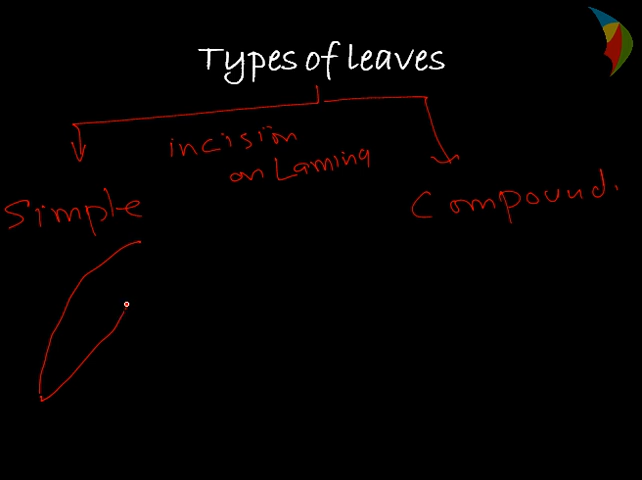 Types of leaves
incision
on Lamina
Simple
Compound.